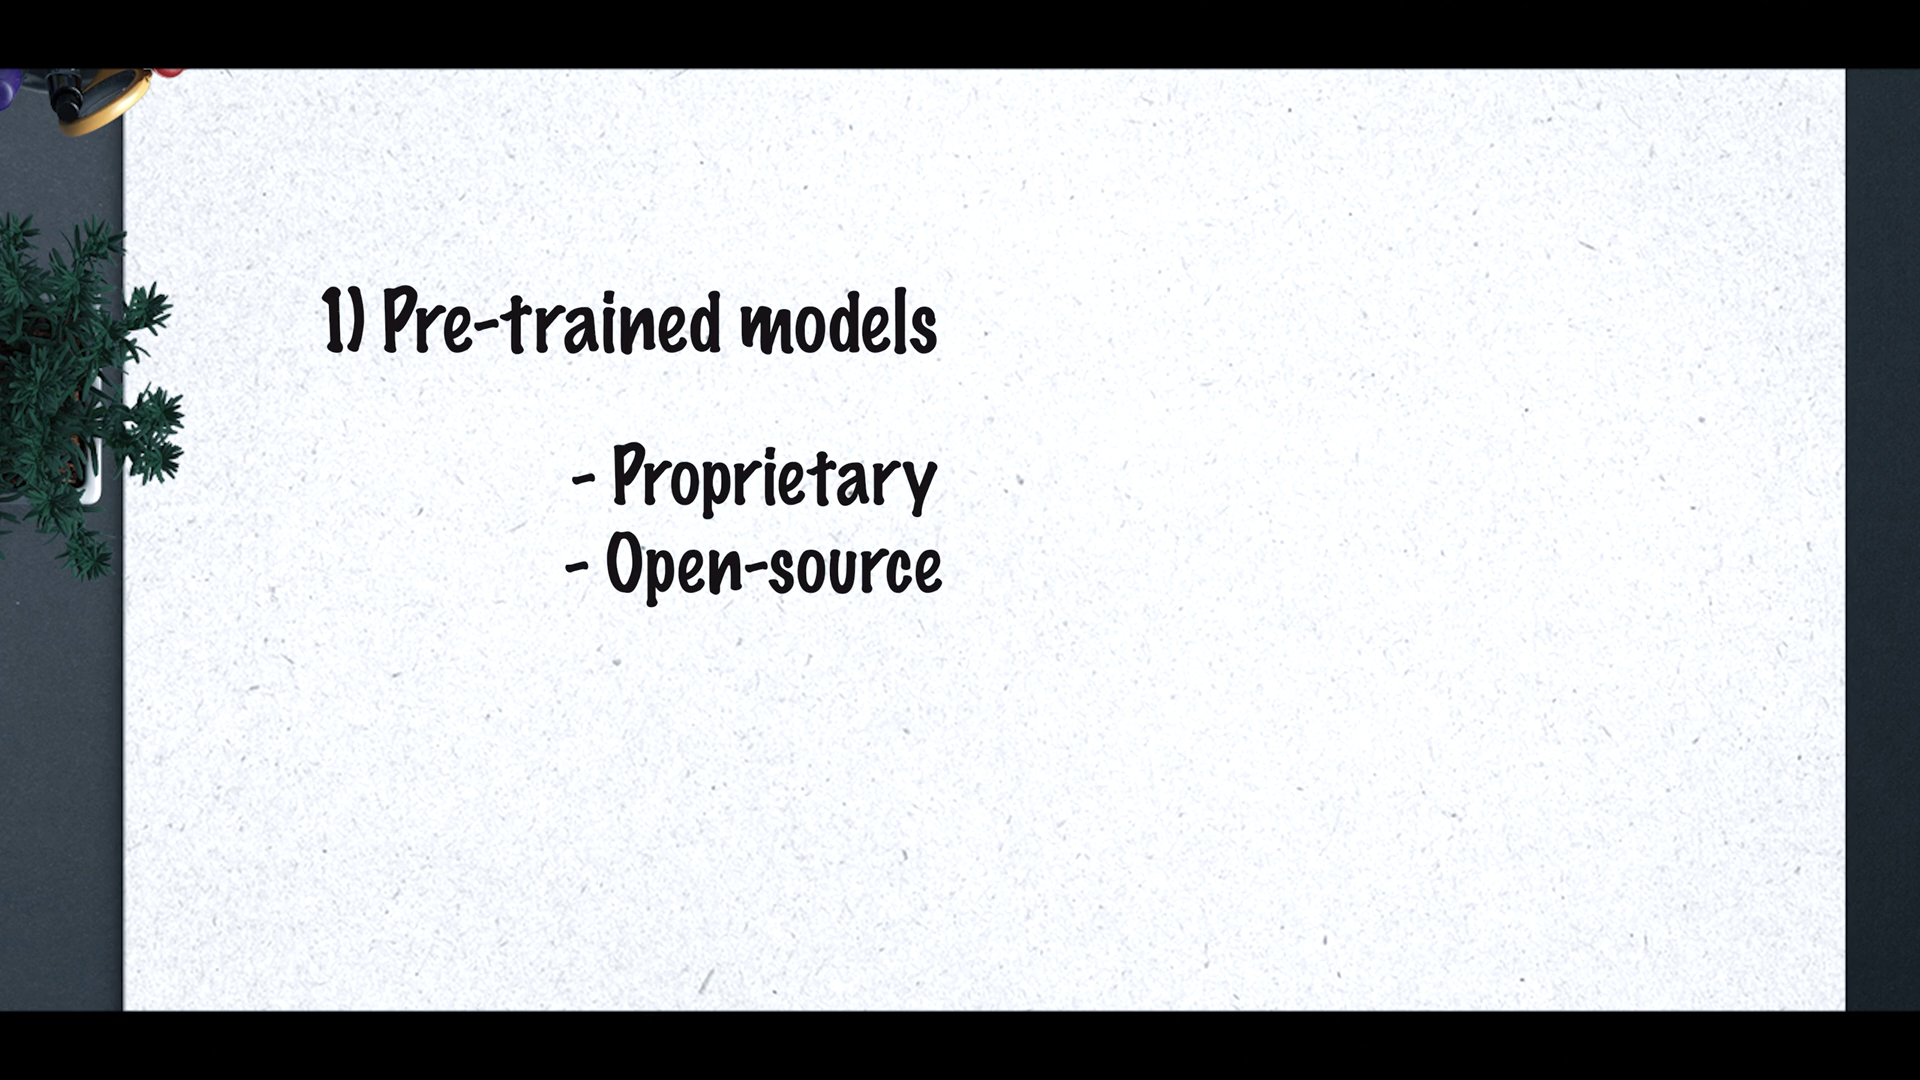 1) Pre-trained models
- Proprietary
- Open-source